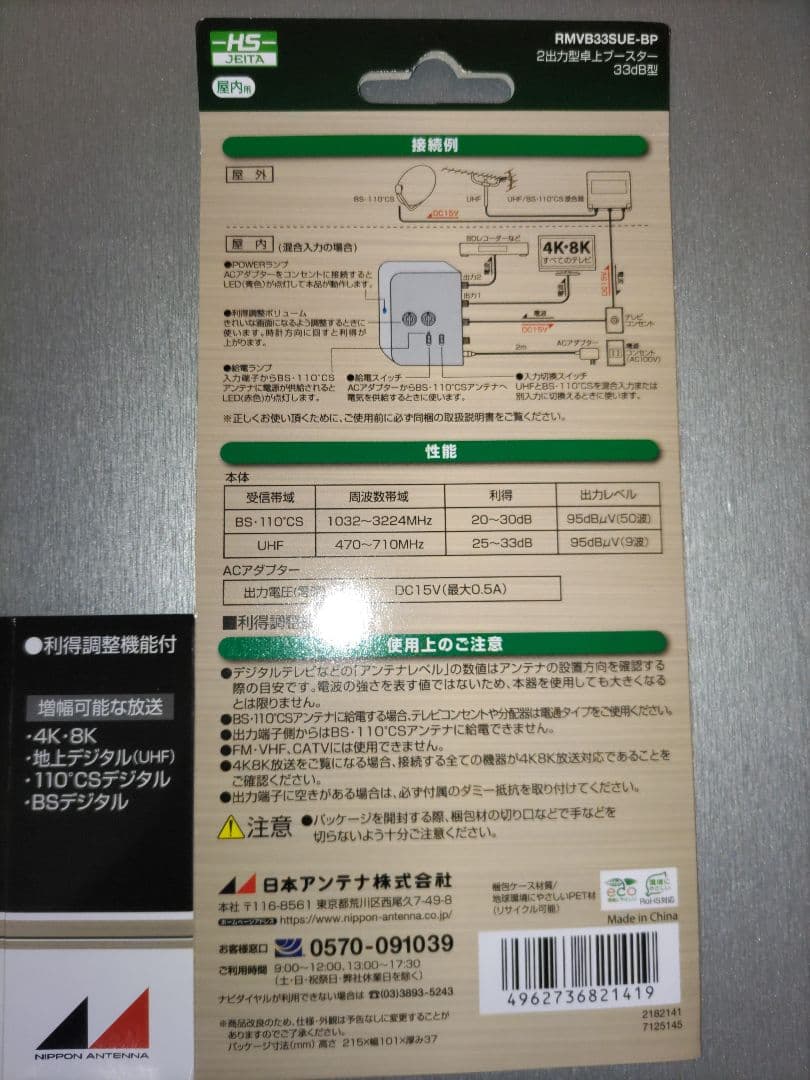 HS
JEITA
RMVB33SUE-BP
2出力型卓上ブースター
33dB型
屋内用
接続例
屋 外
BS・110°CS
UHF
UHF/BS・110°CS混合器
DC15V
屋 内 (混合入力の場合)
BDレコーダーなど
4K・8K
すべてのテレビ
●POWERランプ
ACアダプターをコンセントに接続すると
LED(青色)が点灯して本品が動作します。
出力2
出力1
電波
電波
DC15V
●利得調整ボリューム
きれいな画面になるよう調整するときに
使います。時計方向に回すと利得が
上がります。
電波
DC15V
テレビ
コンセント
2m
ACアダプター
電源
コンセント
(AC100V)
●給電ランプ
入力端子からBS・110°CS
アンテナに電源が供給されると
LED(赤色)が点灯します。
●給電スイッチ
ACアダプターからBS・110°CSアンテナへ
電気を供給するときに使います。
●入力切換スイッチ
UHFとBS・110°CSを混合入力または
別入力に切換えるときに使います。
※正しくお使い頂くために、ご使用前に必ず同梱の取扱説明書をご覧ください。
性能
本体
受信帯域 周波数帯域 利得 出力レベル
BS・110°CS 1032~3224MHz 20~30dB 95dBμV(50波)
UHF 470~710MHz 25~33dB 95dBμV(9波)
ACアダプター
出力電圧( DC15V(最大0.5A)
■利得調整
使用上のご注意
●デジタルテレビなどの「アンテナレベル」の数値はアンテナの設置方向を確認する
際の目安です。電波の強さを表す値ではないため、本器を使用しても大きくなる
とは限りません。
●BS・110°CSアンテナに給電する場合、テレビコンセントや分配器は電通タイプをご使用ください。
●出力端子側からはBS・110°CSアンテナに給電できません。
●FM・VHF、CATVには使用できません。
●4K8K放送をご覧になる場合、接続する全ての機器が4K8K放送対応であることを
ご確認ください。
●出力端子に空きがある場合は、必ず付属のダミー抵抗を取り付けてください。
注意 ●パッケージを開封する際、梱包材の切り口などで手などを
切らないよう十分ご注意ください。
日本アンテナ株式会社
本社 〒116-8561 東京都荒川区西尾久7-49-8
ホームページアドレス https://www.nippon-antenna.co.jp/
お客様窓口 0570-091039
ご利用時間 9:00~12:00、13:00~17:30
(土・日・祝祭日・弊社休業日を除く)
ナビダイヤルが利用できない場合は ☎(03)3893-5243
※商品改良のため、仕様・外観は予告なしに変更することが
ありますのでご了承ください。
パッケージ寸法(mm) 高さ 215×幅101×厚み37
梱包ケース材質/
地球環境にやさしいPET材
(リサイクル可能)
eco
環境に
やさしい
RoHS対応
Made in China
4962736821419
2182141
7125145
●利得調整機能付
増幅可能な放送
・4K・8K
・地上デジタル(UHF)
・110°CSデジタル
・BSデジタル
NIPPON ANTENNA